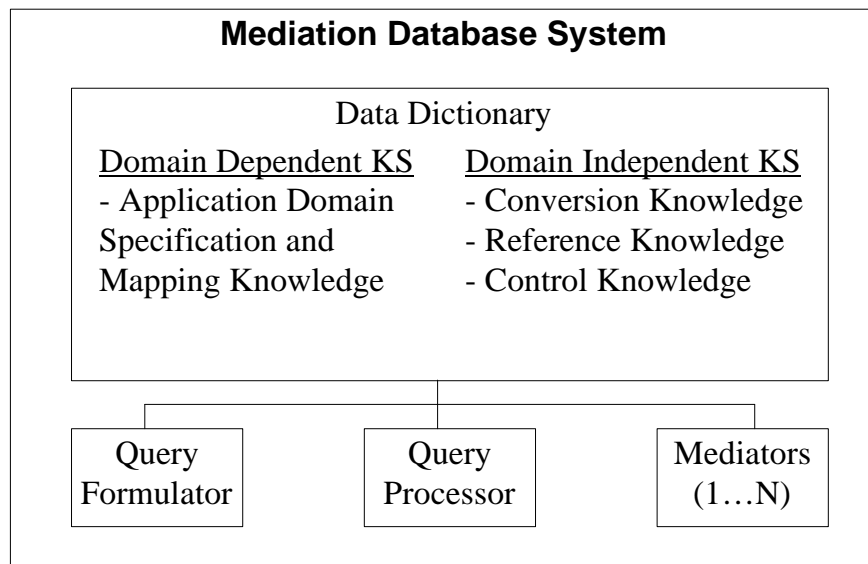 Mediation Database System
Data Dictionary
Domain Dependent KS
- Application Domain
Specification and
Mapping Knowledge
Domain Independent KS
- Conversion Knowledge
- Reference Knowledge
- Control Knowledge
Query
Formulator
Query
Processor
Mediators
(1…N)